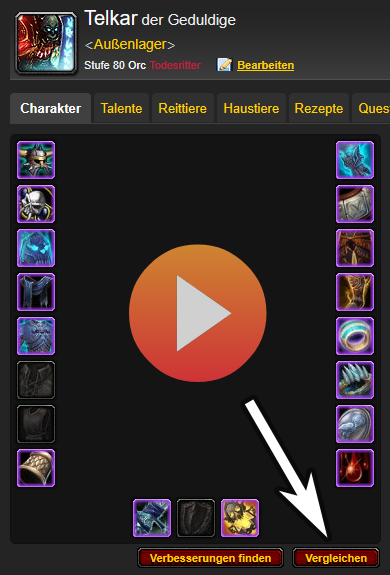 Telkar der Geduldige
<Außenlager>
Stufe 80 Orc Todesritter Bearbeiten
Charakter Talente Reittiere Haustiere Rezepte Ques
Verbesserungen finden Vergleichen